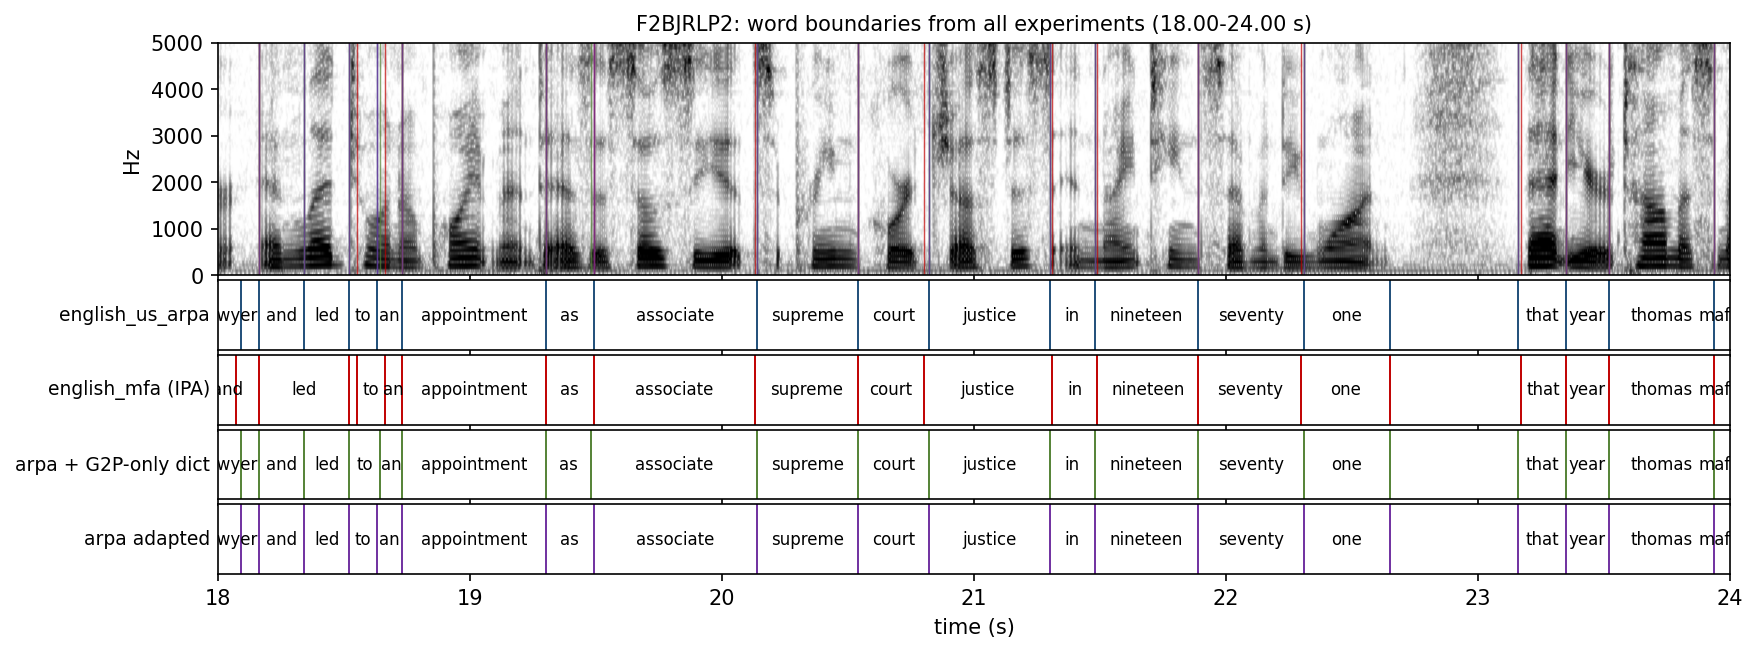 F2BJRLP2: word boundaries from all experiments (18.00-24.00 s)
5000
4000
3000
2000
1000
0
Hz
english_us_arpa wyer and led to an appointment as associate supreme court justice in nineteen seventy one that year thomas maf
english_mfa (IPA) and led to an appointment as associate supreme court justice in nineteen seventy one that year thomas maf
arpa + G2P-only dict wyer and led to an appointment as associate supreme court justice in nineteen seventy one that year thomas maf
arpa adapted wyer and led to an appointment as associate supreme court justice in nineteen seventy one that year thomas maf
18 19 20 21 22 23 24
time (s)